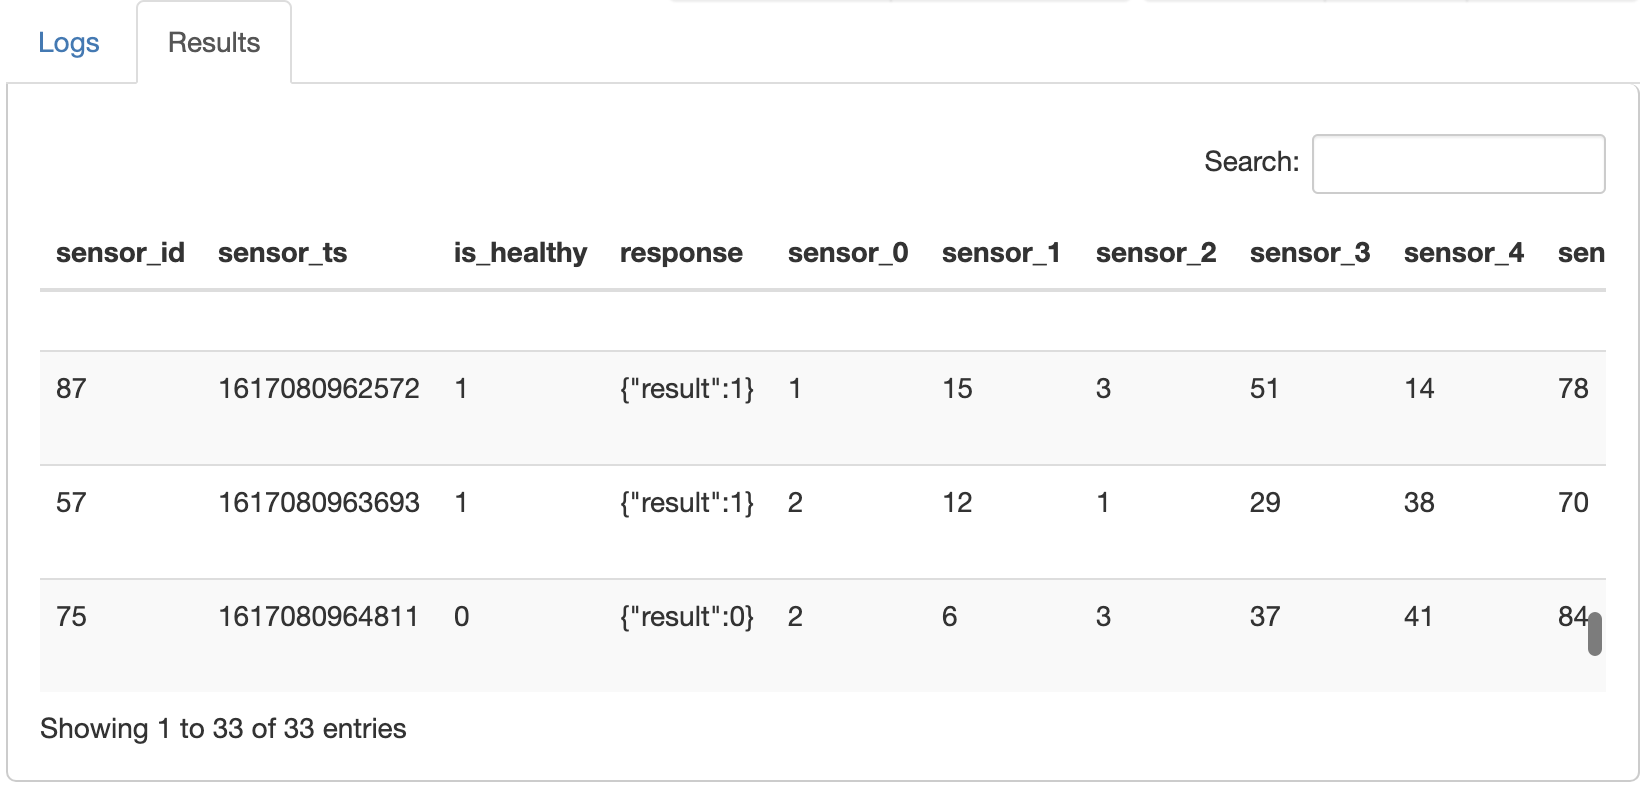 Logs Results
Search:
sensor_id sensor_ts is_healthy response sensor_0 sensor_1 sensor_2 sensor_3 sensor_4 sen
87 1617080962572 1 {"result":1} 1 15 3 51 14 78
57 1617080963693 1 {"result":1} 2 12 1 29 38 70
75 1617080964811 0 {"result":0} 2 6 3 37 41 84
Showing 1 to 33 of 33 entries